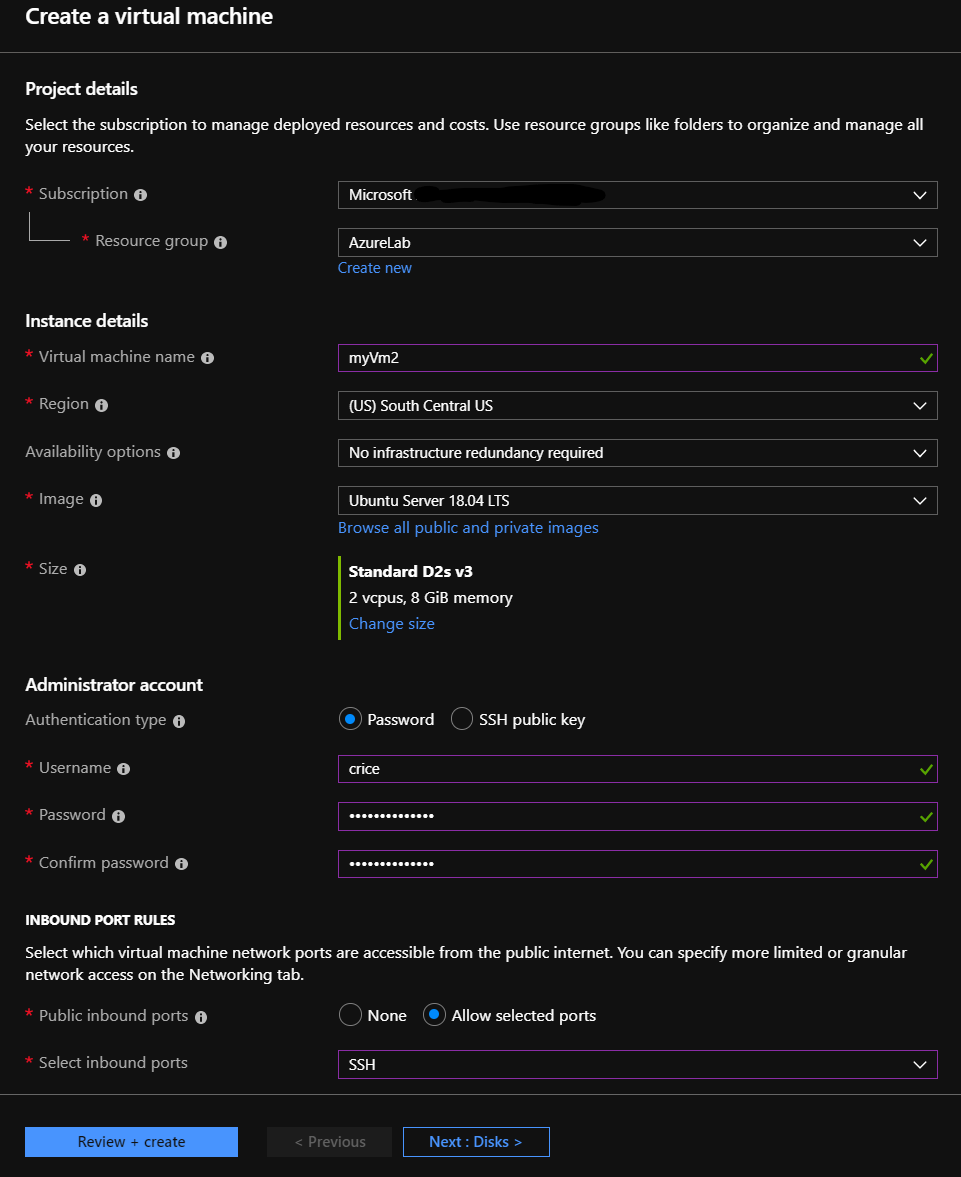 Create a virtual machine
Project details
Select the subscription to manage deployed resources and costs. Use resource groups like folders to organize and manage all
your resources.
* Subscription
Microsoft
* Resource group
AzureLab
Create new
Instance details
* Virtual machine name
myVm2
* Region
(US) South Central US
Availability options
No infrastructure redundancy required
* Image
Ubuntu Server 18.04 LTS
Browse all public and private images
* Size
Standard D2s v3
2 vcpus, 8 GiB memory
Change size
Administrator account
Authentication type
Password SSH public key
* Username
crice
* Password
••••••••••••••
* Confirm password
••••••••••••••
INBOUND PORT RULES
Select which virtual machine network ports are accessible from the public internet. You can specify more limited or granular
network access on the Networking tab.
* Public inbound ports
None Allow selected ports
* Select inbound ports
SSH
Review + create < Previous Next : Disks >